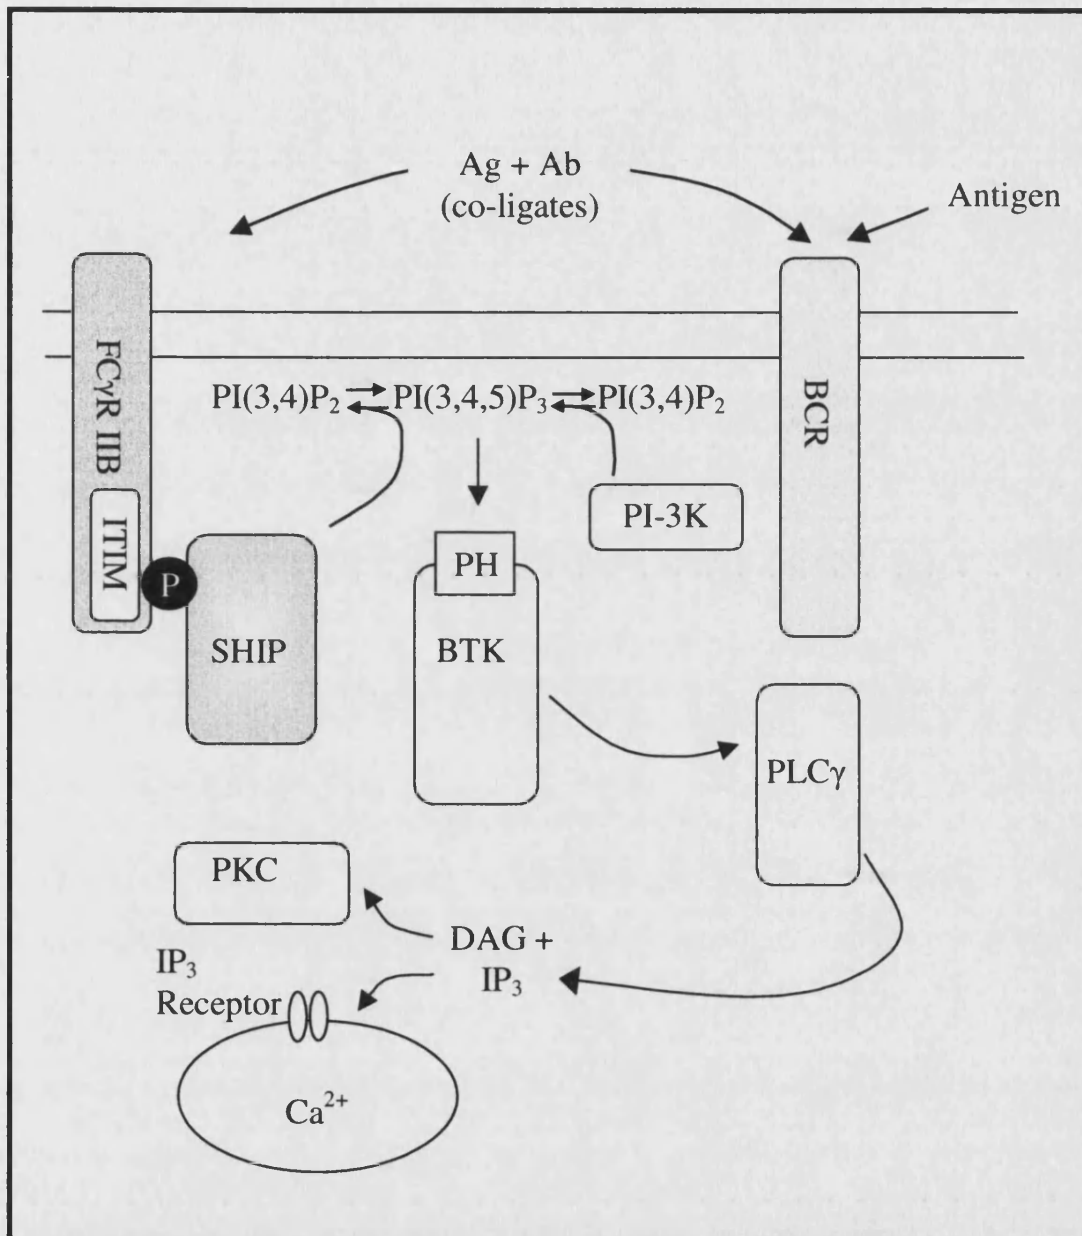 Ag + Ab
(co-ligates)
Antigen
FCγR IIB
ITIM
BCR
PI(3,4)P₂ PI(3,4,5)P₃ PI(3,4)P₂
PI-3K
P
PH
SHIP
BTK
PLCγ
PKC
DAG +
IP₃
IP₃
Receptor
Ca²⁺